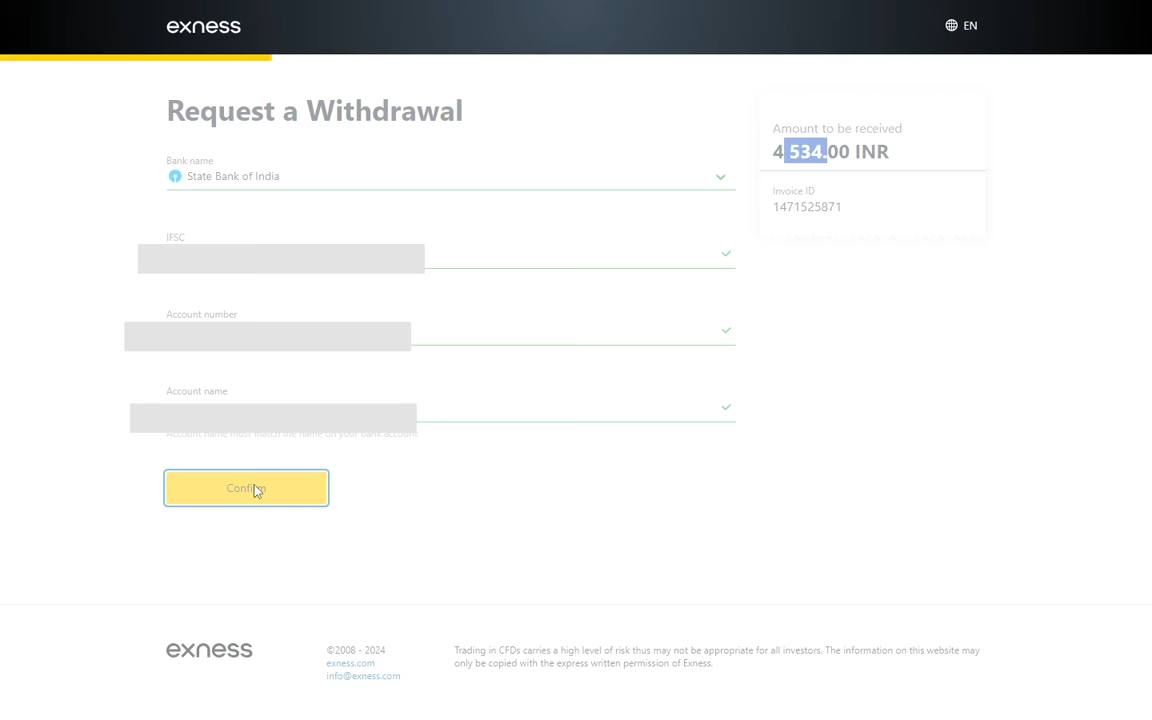 exness
EN
Request a Withdrawal
Amount to be received
4 534.00 INR
Bank name
State Bank of India
Invoice ID
1471525871
IFSC
Account number
Account name
Account name must match the name on your bank account
Confirm
exness
©2008 - 2024
exness.com
info@exness.com
Trading in CFDs carries a high level of risk thus may not be appropriate for all investors. The information on this website may
only be copied with the express written permission of Exness.